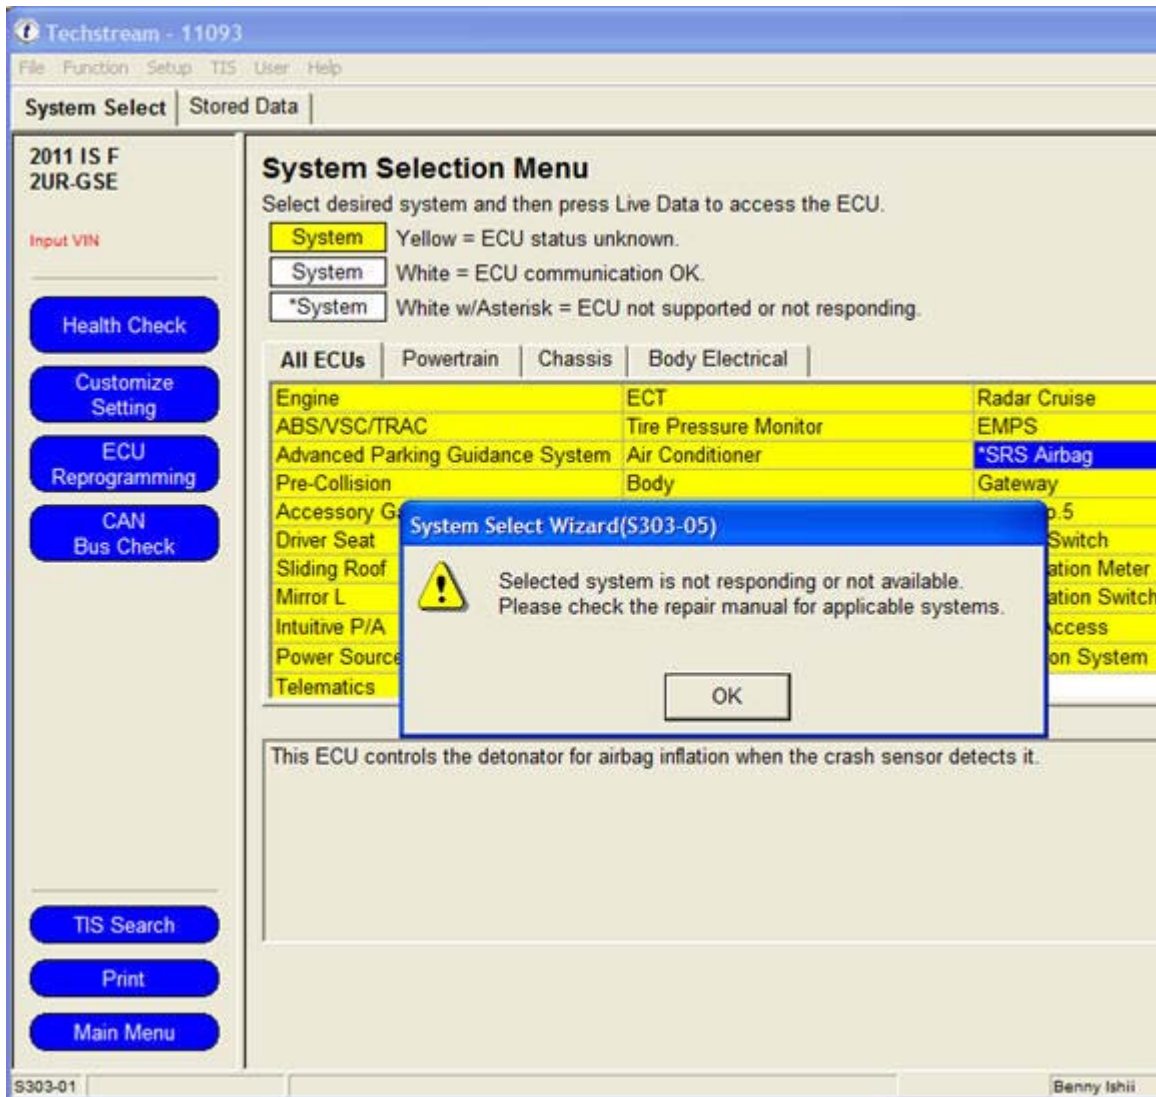 Techstream - 11093
File Function Setup TIS User Help
System Select Stored Data
2011 IS F
2UR-GSE
Input VIN
Health Check
Customize
Setting
ECU
Reprogramming
CAN
Bus Check
TIS Search
Print
Main Menu
System Selection Menu
Select desired system and then press Live Data to access the ECU.
System Yellow = ECU status unknown.
System White = ECU communication OK.
*System White w/Asterisk = ECU not supported or not responding.
All ECUs Powertrain Chassis Body Electrical
Engine ECT Radar Cruise
ABS/VSC/TRAC Tire Pressure Monitor EMPS
Advanced Parking Guidance System Air Conditioner *SRS Airbag
Pre-Collision Body Gateway
Accessory
Driver Seat Switch
Sliding Roof Meter
Mirror L Switch
Intuitive P/A Access
Power Source System
Telematics
System Select Wizard(S303-05)
Selected system is not responding or not available.
Please check the repair manual for applicable systems.
OK
This ECU controls the detonator for airbag inflation when the crash sensor detects it.
S303-01 Benny Ishii